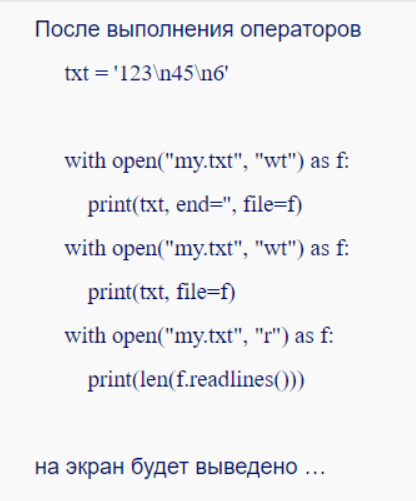 После выполнения операторов
txt = '123\n45\n6'
with open("my.txt", "wt") as f:
print(txt, end='', file=f)
with open("my.txt", "wt") as f:
print(txt, file=f)
with open("my.txt", "r") as f:
print(len(f.readlines()))
на экран будет выведено …